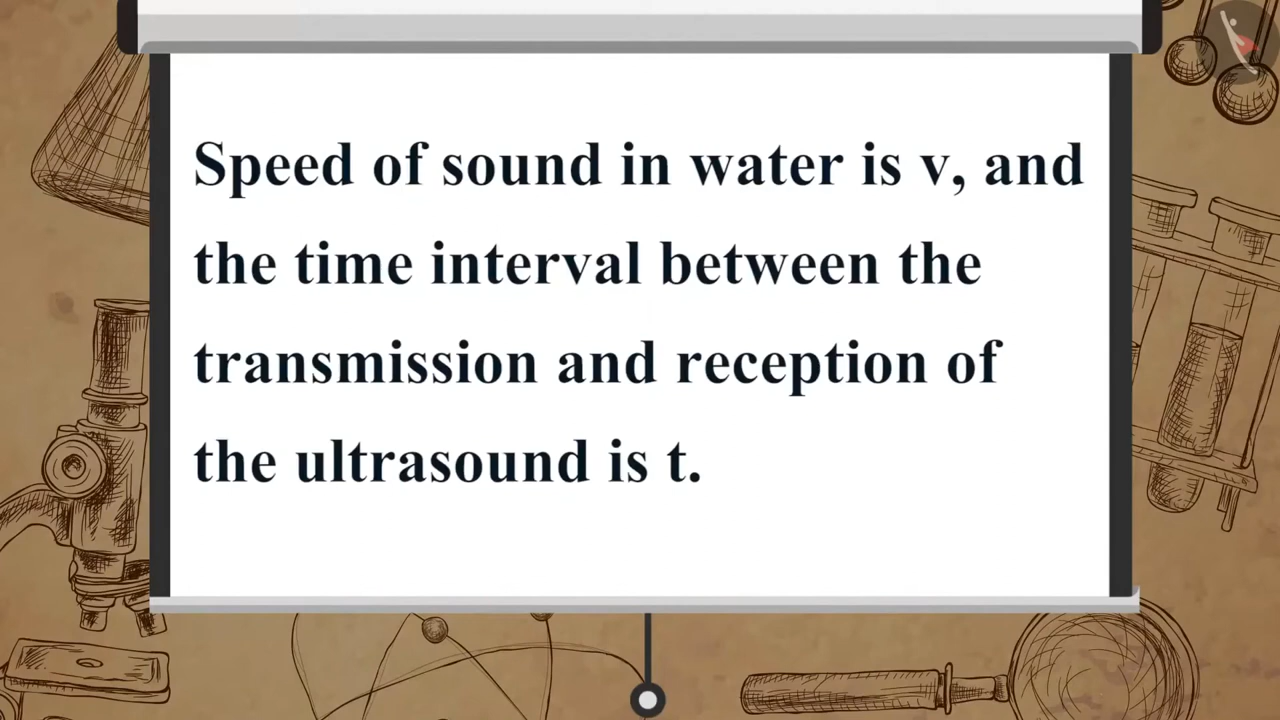 Speed of sound in water is v, and
the time interval between the
transmission and reception of
the ultrasound is t.